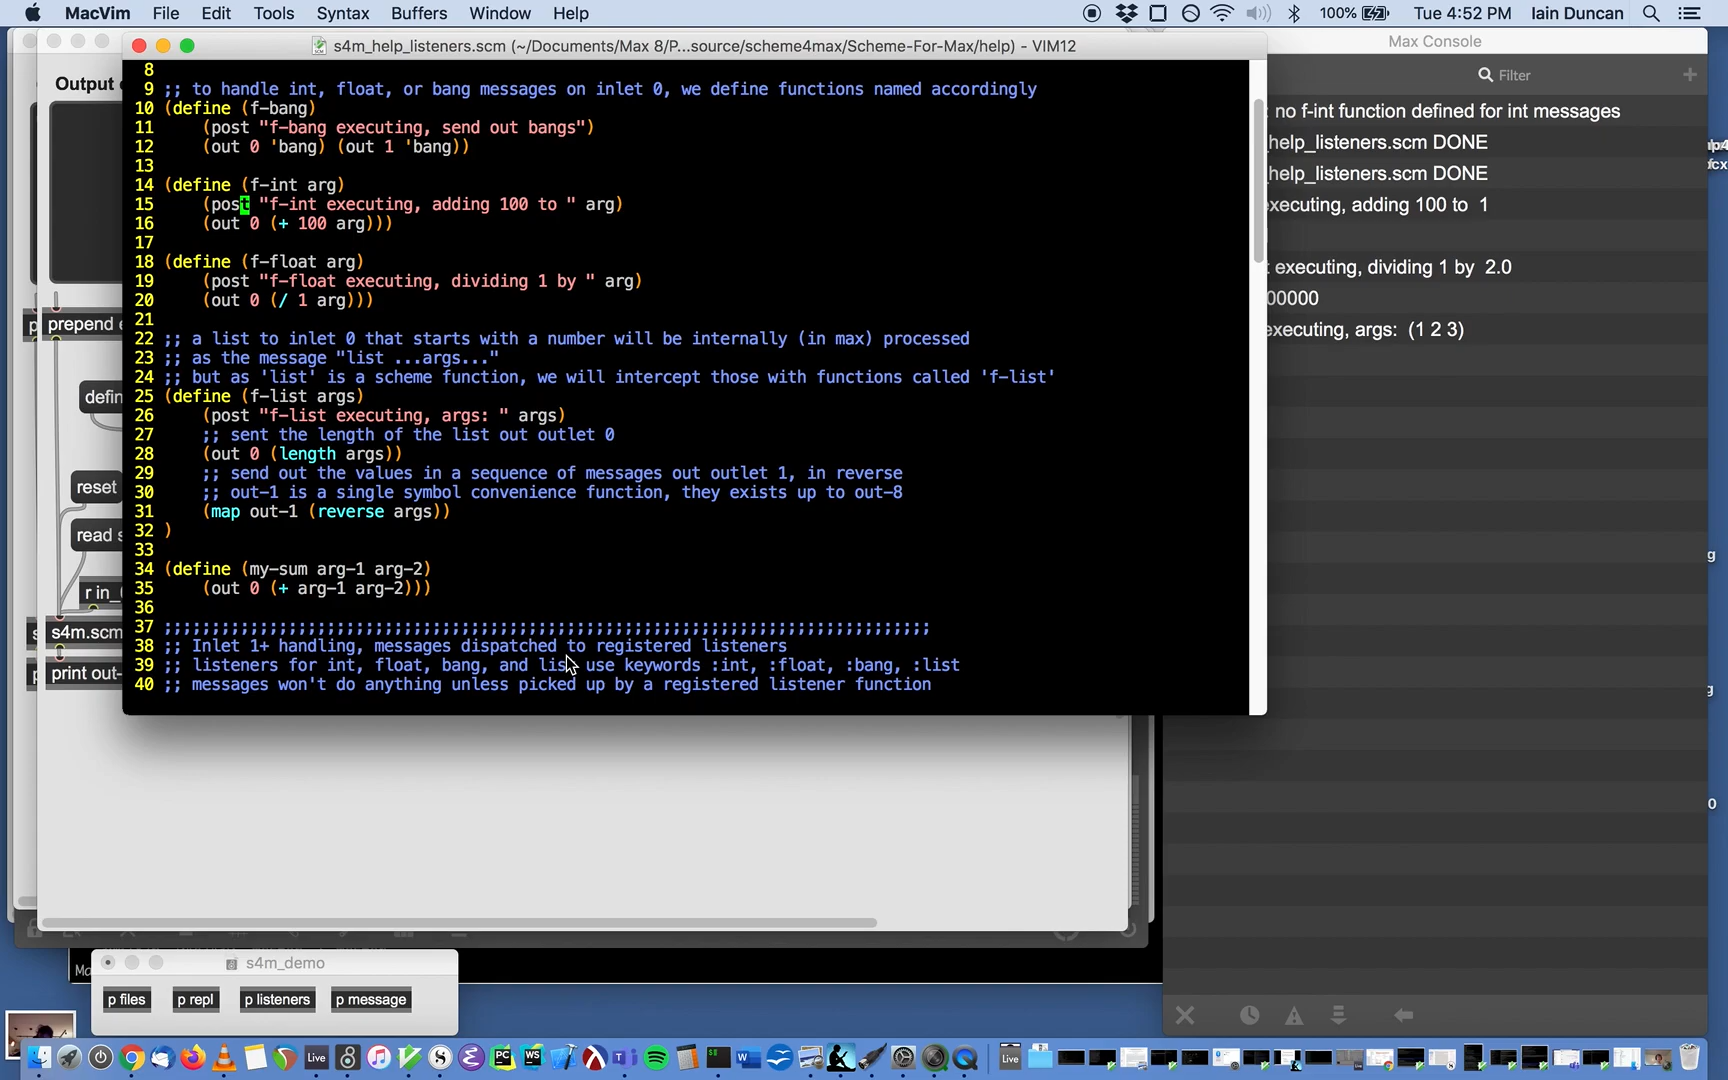 MacVim File Edit Tools Syntax Buffers Window Help 100% Tue 4:52 PM Iain Duncan
s4m_help_listeners.scm (~/Documents/Max 8/P...source/scheme4max/Scheme-For-Max/help) - VIM12
8
9 ;; to handle int, float, or bang messages on inlet 0, we define functions named accordingly
10 (define (f-bang)
11 (post "f-bang executing, send out bangs")
12 (out 0 'bang) (out 1 'bang))
13
14 (define (f-int arg)
15 (post "f-int executing, adding 100 to " arg)
16 (out 0 (+ 100 arg)))
17
18 (define (f-float arg)
19 (post "f-float executing, dividing 1 by " arg)
20 (out 0 (/ 1 arg)))
21
22 ;; a list to inlet 0 that starts with a number will be internally (in max) processed
23 ;; as the message "list ...args..."
24 ;; but as 'list' is a scheme function, we will intercept those with functions called 'f-list'
25 (define (f-list args)
26 (post "f-list executing, args: " args)
27 ;; sent the length of the list out outlet 0
28 (out 0 (length args))
29 ;; send out the values in a sequence of messages out outlet 1, in reverse
30 ;; out-1 is a single symbol convenience function, they exists up to out-8
31 (map out-1 (reverse args))
32 )
33
34 (define (my-sum arg-1 arg-2)
35 (out 0 (+ arg-1 arg-2)))
36
37 ;;;;;;;;;;;;;;;;;;;;;;;;;;;;;;;;;;;;;;;;;;;;;;;;;;;;;;;;;;;;;;;;;;;;;;;;;;;;;;;;
38 ;; Inlet 1+ handling, messages dispatched to registered listeners
39 ;; listeners for int, float, bang, and list use keywords :int, :float, :bang, :list
40 ;; messages won't do anything unless picked up by a registered listener function
Output
prepend
defin
reset
read s
r in_
s4m.scm
print out-
Max Console
Filter
: no f-int function defined for int messages
help_listeners.scm DONE
help_listeners.scm DONE
executing, adding 100 to 1
executing, dividing 1 by 2.0
00000
executing, args: (1 2 3)
s4m_demo
p files p repl p listeners p message
Live
PC
WS
Live